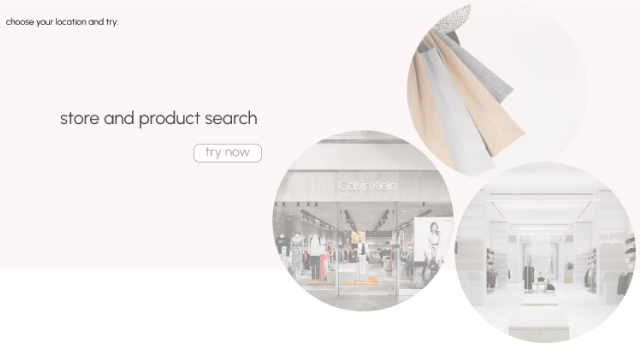 choose your location and try:
store and product search
try now
Calvin Klein